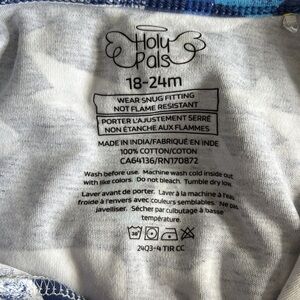 Holy
Pals
18-24m
WEAR SNUG FITTING
NOT FLAME RESISTANT
PORTER L'AJUSTEMENT SERRÉ
NON ÉTANCHE AUX FLAMMES
MADE IN INDIA/FABRIQUÉ EN INDE
100% COTTON/COTON
CA64136/RN170872
Wash before use. Machine wash cold inside out
with like colors. Do not bleach. Tumble dry low.
Laver avant de porter. Laver à la machine à l'eau
froide à l'envers avec couleurs semblables. Ne pas
javelliser. Sécher par culbutage à basse
température.
30°
24Q3-4 TIR CC